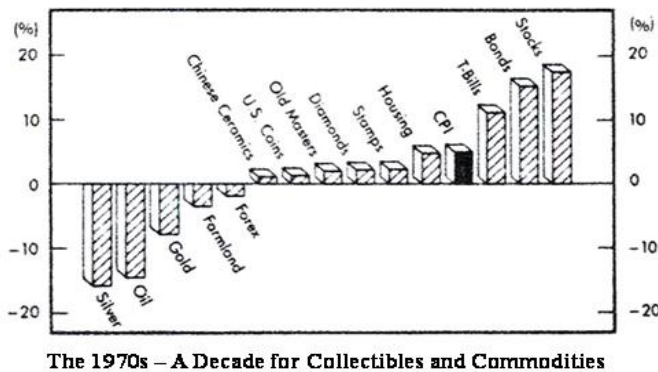 (%)
(%)
20
20
10
10
0
0
-10
-10
-20
-20
Silver
Oil
Gold
Farmland
Forex
Chinese Ceramics
U.S. Coins
Old Masters
Diamonds
Stamps
Housing
CPI
T-Bills
Bonds
Stocks
The 1970s – A Decade for Collectibles and Commodities